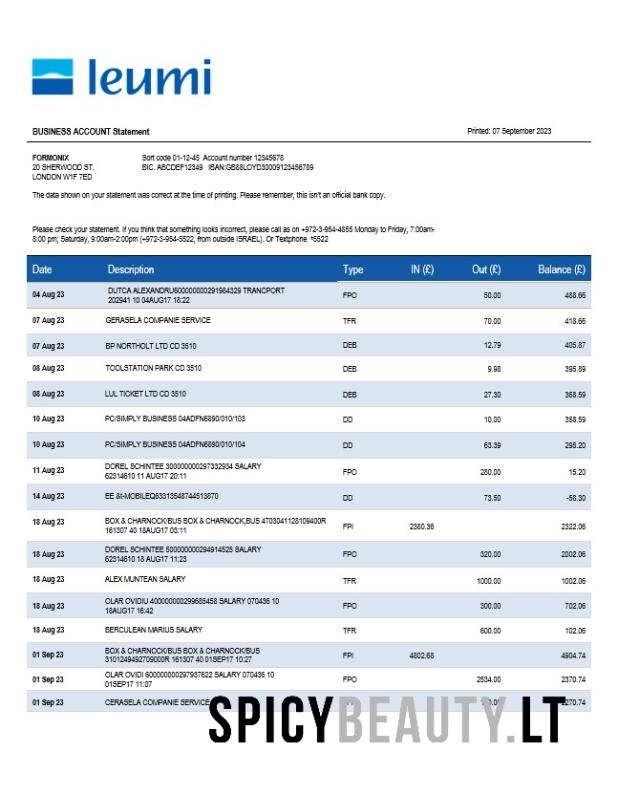 leumi
BUSINESS ACCOUNT Statement
Printed: 07 September 2023
FORMONIX
20 SHERWOOD ST.
LONDON W1F 7ED
Sort code 01-12-45 Account number 12345678
BIC. ABCDEF12349 IBAN:GB88LOYD30009123456789
The data shown on your statement was correct at the time of printing. Please remember, this isn't an official bank copy.
Please check your statement. If you think that something looks incorrect, please call as on +972-3-954-4855 Monday to Friday, 7:00am-
8:00 pm; Saturday, 9:00am-2:00pm (+972-3-954-5522, from outside ISRAEL). Or Textphone *5522
Date Description Type IN (£) Out (£) Balance (£)
04 Aug 23 DUTCA ALEXANDRU600000000291984329 TRANCPORT FPO 50.00 488.66
202941 10 04AUG17 18:22
07 Aug 23 GERASELA COMPANIE SERVICE TFR 70.00 418.66
07 Aug 23 BP NORTHOLT LTD CD 3510 DEB 12.79 405.87
08 Aug 23 TOOLSTATION PARK CD 3510 DEB 9.98 395.89
08 Aug 23 LUL TICKET LTD CD 3510 DEB 27.30 368.59
10 Aug 23 PC/SIMPLY BUSINESS 04ADFN6890/010/103 DD 10.00 358.59
10 Aug 23 PC/SIMPLY BUSINESS 04ADFN6890/010/104 DD 63.39 295.20
11 Aug 23 DOREL SCHINTEE 300000000297332934 SALARY FPO 280.00 15.20
62314610 11 AUG17 20:11
14 Aug 23 EE &t-MOBILEQ63313548744513870 DD 73.50 -58.30
18 Aug 23 BOX & CHARNOCK/BUS BOX & CHARNOCK,BUS 4703041128109400R FPI 2380.36 2322.06
161307 40 18AUG17 03:11
18 Aug 23 DOREL SCHINTEE 500000000294914525 SALARY FPO 320.00 2002.06
62314610 18 AUG17 11:23
18 Aug 23 ALEX MUNTEAN SALARY TFR 1000.00 1002.06
18 Aug 23 OLAR OVIDIU 400000000299685458 SALARY 070436 10 FPO 300.00 702.06
18AUG17 16:42
18 Aug 23 BERCULEAN MARIUS SALARY TFR 600.00 102.06
01 Sep 23 BOX & CHARNOCK/BUS BOX & CHARNOCK/BUS FPI 4802.68 4904.74
3101249492709000R 161307 40 01SEP17 10:27
01 Sep 23 OLAR OVIDI 600000000297937622 SALARY 070436 10 FPO 2534.00 2370.74
01SEP17 11:07
01 Sep 23 CERASELA COMPANIE SERVICE 2270.74
SPICYBEAUTY.LT